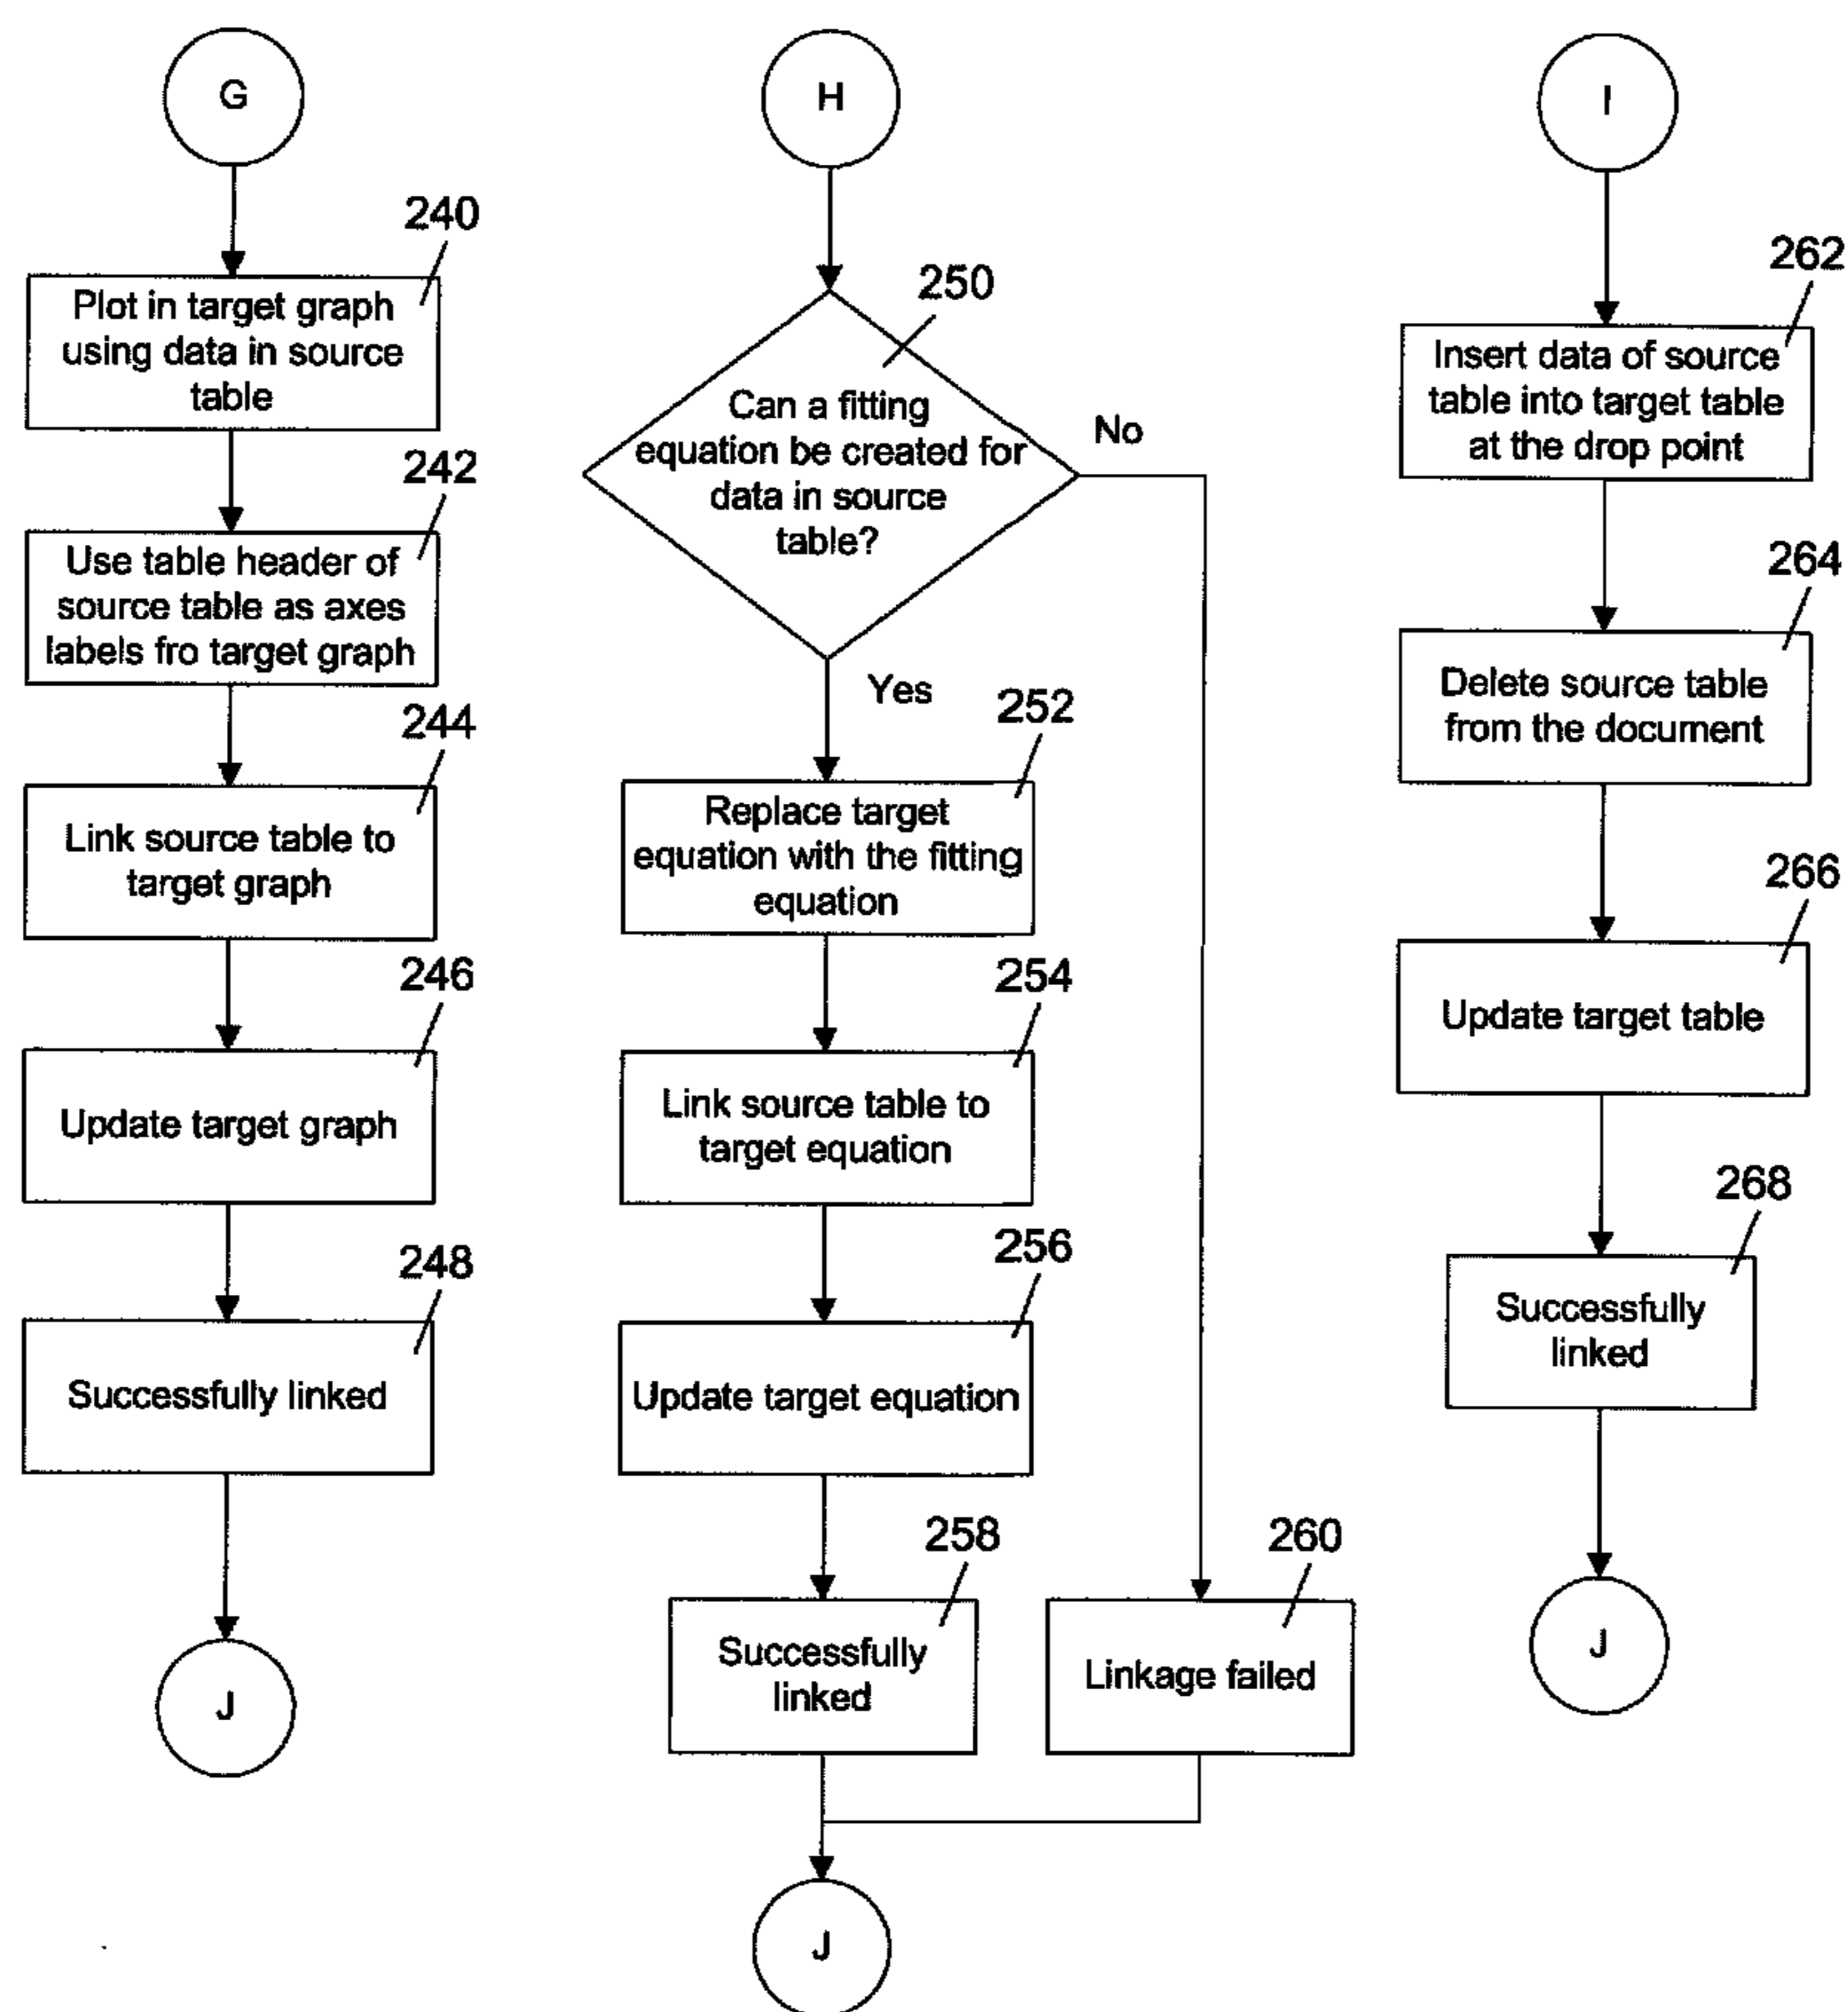 G
240
Plot in target graph
using data in source
table
242
Use table header of
source table as axes
labels fro target graph
244
Link source table to
target graph
246
Update target graph
248
Successfully linked
J
H
250
Can a fitting
equation be created for
data in source
table?
No
Yes
252
Replace target
equation with the fitting
equation
254
Link source table to
target equation
256
Update target equation
258
Successfully
linked
260
Linkage failed
J
I
262
Insert data of source
table into target table
at the drop point
264
Delete source table
from the document
266
Update target table
268
Successfully
linked
J